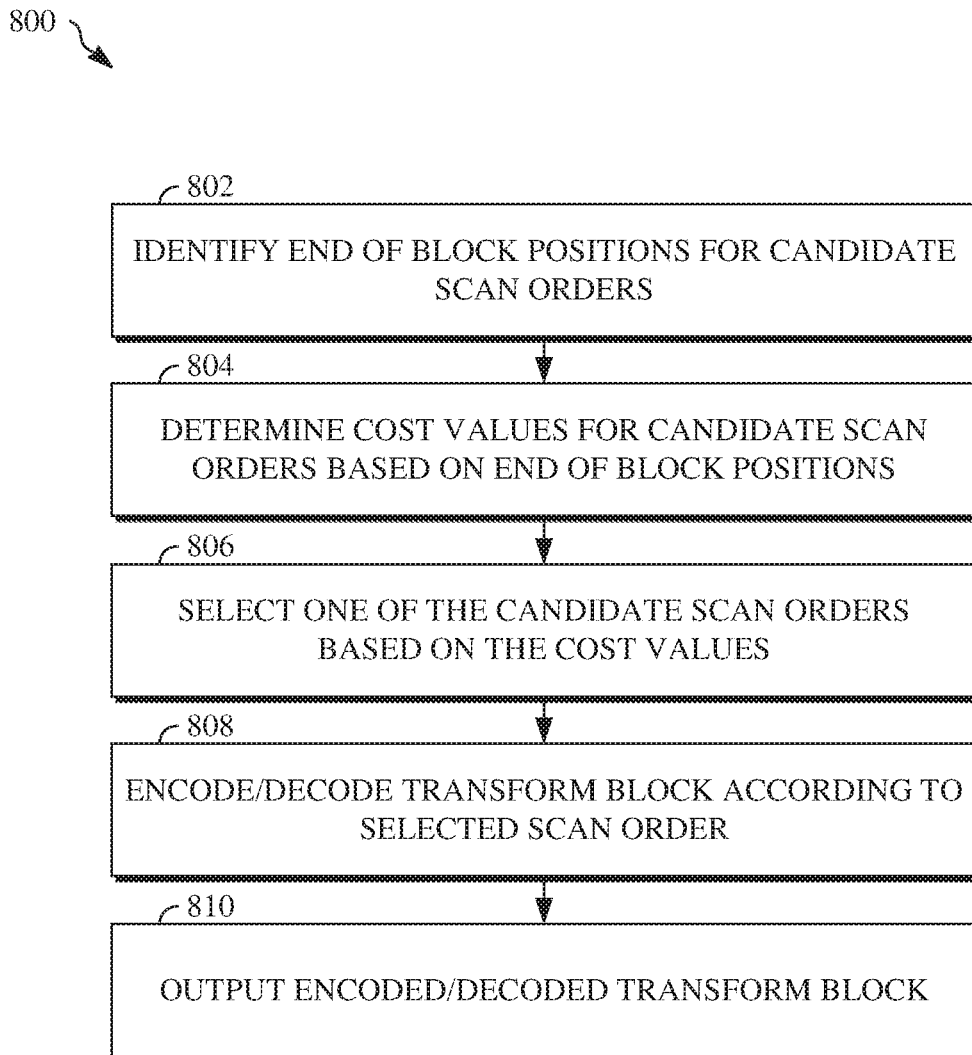 800
802
IDENTIFY END OF BLOCK POSITIONS FOR CANDIDATE
SCAN ORDERS
804
DETERMINE COST VALUES FOR CANDIDATE SCAN
ORDERS BASED ON END OF BLOCK POSITIONS
806
SELECT ONE OF THE CANDIDATE SCAN ORDERS
BASED ON THE COST VALUES
808
ENCODE/DECODE TRANSFORM BLOCK ACCORDING TO
SELECTED SCAN ORDER
810
OUTPUT ENCODED/DECODED TRANSFORM BLOCK